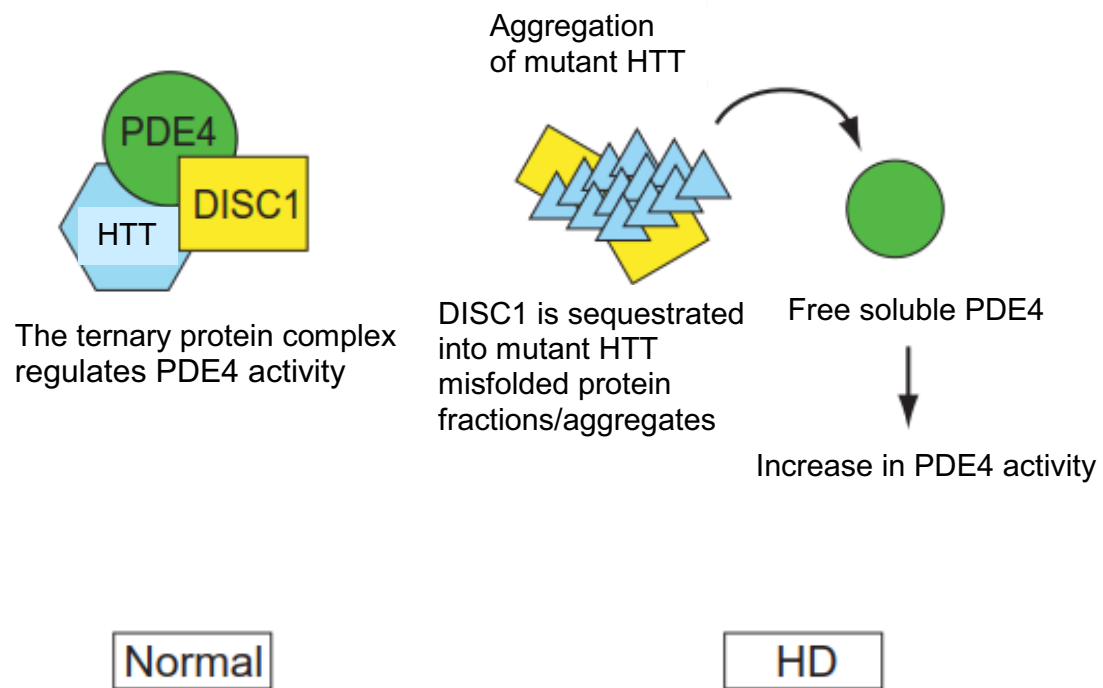 PDE4
DISC1
HTT
The ternary protein complex
regulates PDE4 activity
Normal
Aggregation
of mutant HTT
DISC1 is sequestrated
into mutant HTT
misfolded protein
fractions/aggregates
Free soluble PDE4
Increase in PDE4 activity
HD